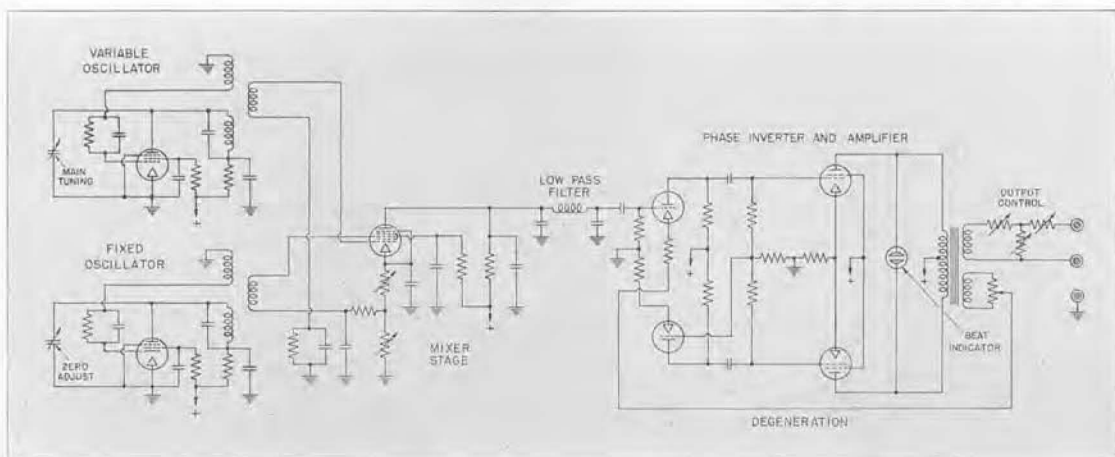 VARIABLE
OSCILLATOR
MAIN
TUNING
FIXED
OSCILLATOR
ZERO
ADJUST
MIXER
STAGE
LOW PASS
FILTER
PHASE INVERTER AND AMPLIFIER
OUTPUT
CONTROL
BEAT
INDICATOR
DEGENERATION